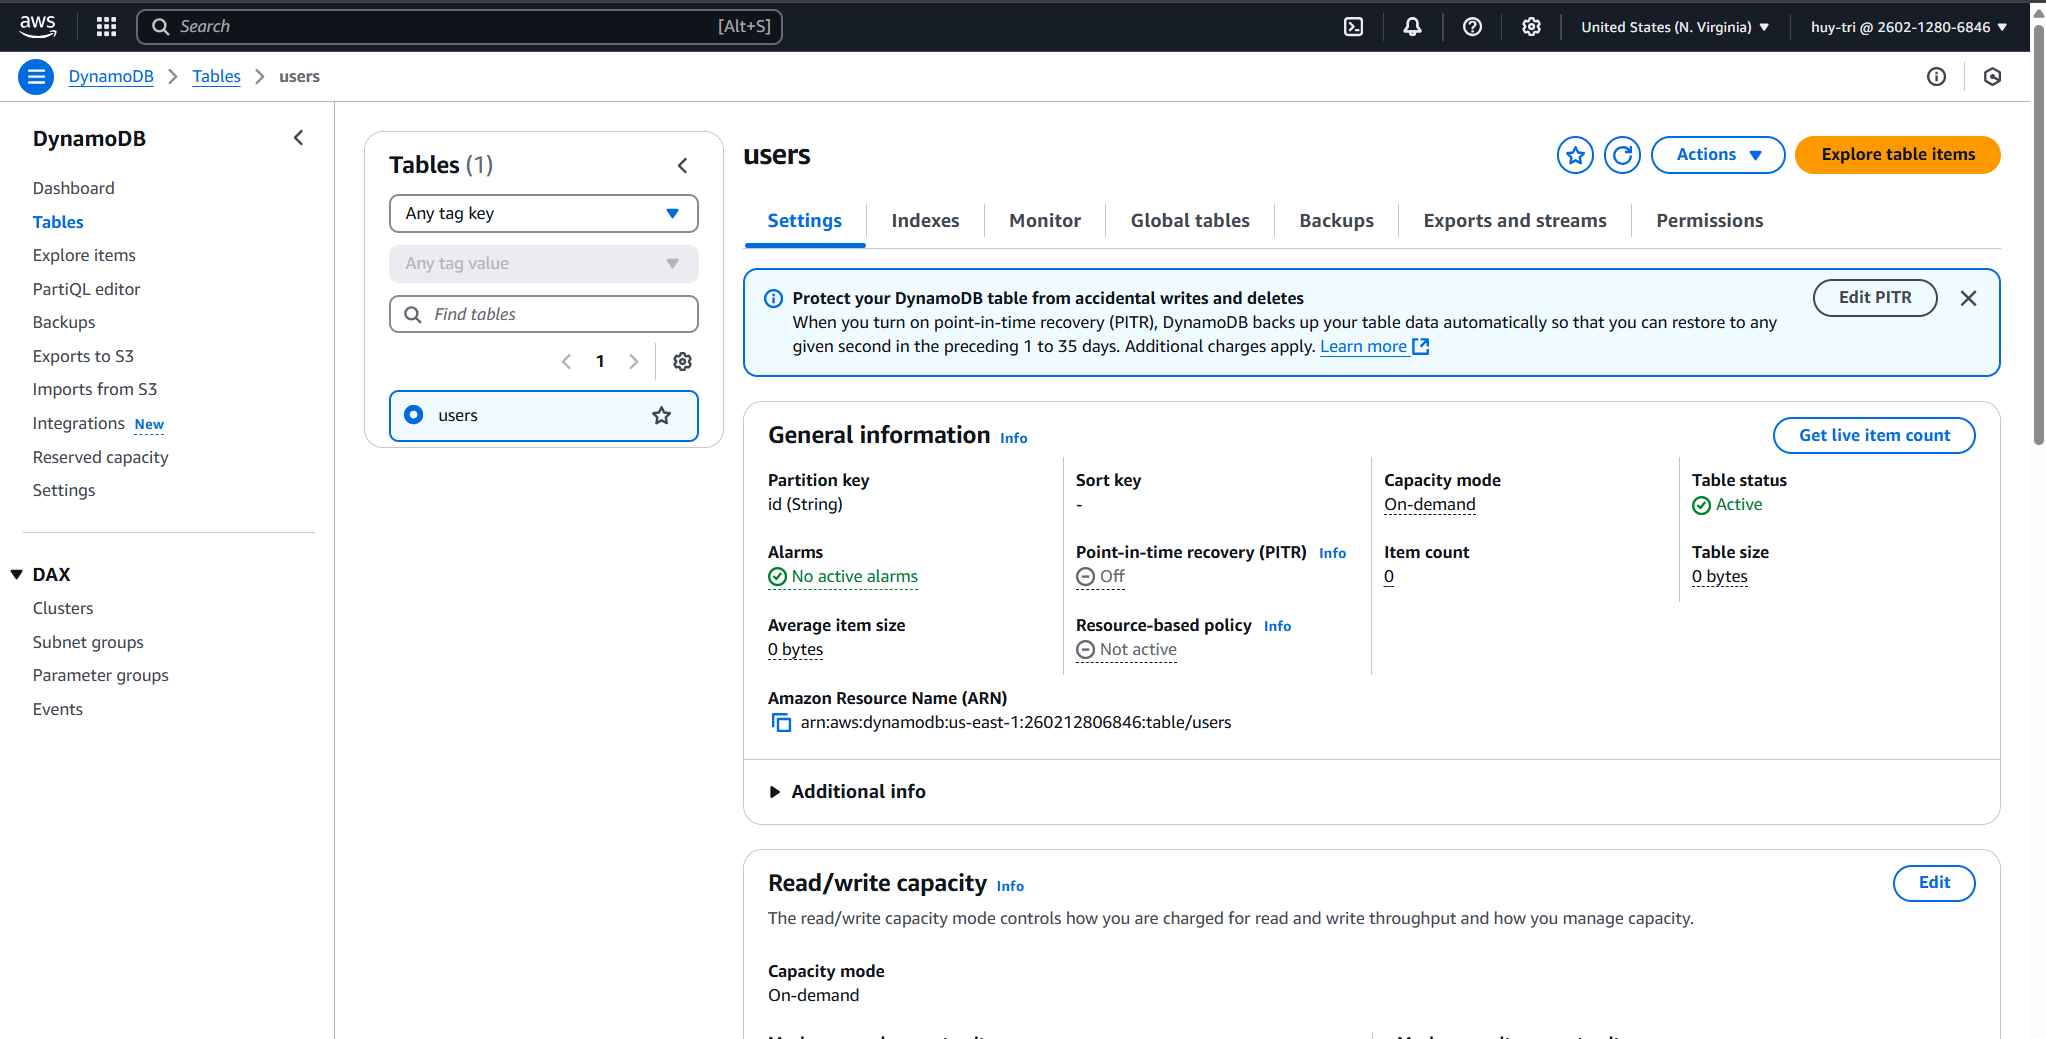 aws
Search
[Alt+S]
United States (N. Virginia)
huy-tri @ 2602-1280-6846
DynamoDB
Tables
users
DynamoDB
Dashboard
Tables
Explore items
PartiQL editor
Backups
Exports to S3
Imports from S3
Integrations New
Reserved capacity
Settings
DAX
Clusters
Subnet groups
Parameter groups
Events
Tables (1)
Any tag key
Any tag value
Find tables
1
users
users
Actions
Explore table items
Settings
Indexes
Monitor
Global tables
Backups
Exports and streams
Permissions
Protect your DynamoDB table from accidental writes and deletes
When you turn on point-in-time recovery (PITR), DynamoDB backs up your table data automatically so that you can restore to any
given second in the preceding 1 to 35 days. Additional charges apply. Learn more
Edit PITR
General information Info
Get live item count
Partition key
id (String)
Sort key
-
Capacity mode
On-demand
Table status
Active
Alarms
No active alarms
Point-in-time recovery (PITR) Info
Off
Item count
0
Table size
0 bytes
Average item size
0 bytes
Resource-based policy Info
Not active
Amazon Resource Name (ARN)
arn:aws:dynamodb:us-east-1:260212806846:table/users
Additional info
Read/write capacity Info
Edit
The read/write capacity mode controls how you are charged for read and write throughput and how you manage capacity.
Capacity mode
On-demand